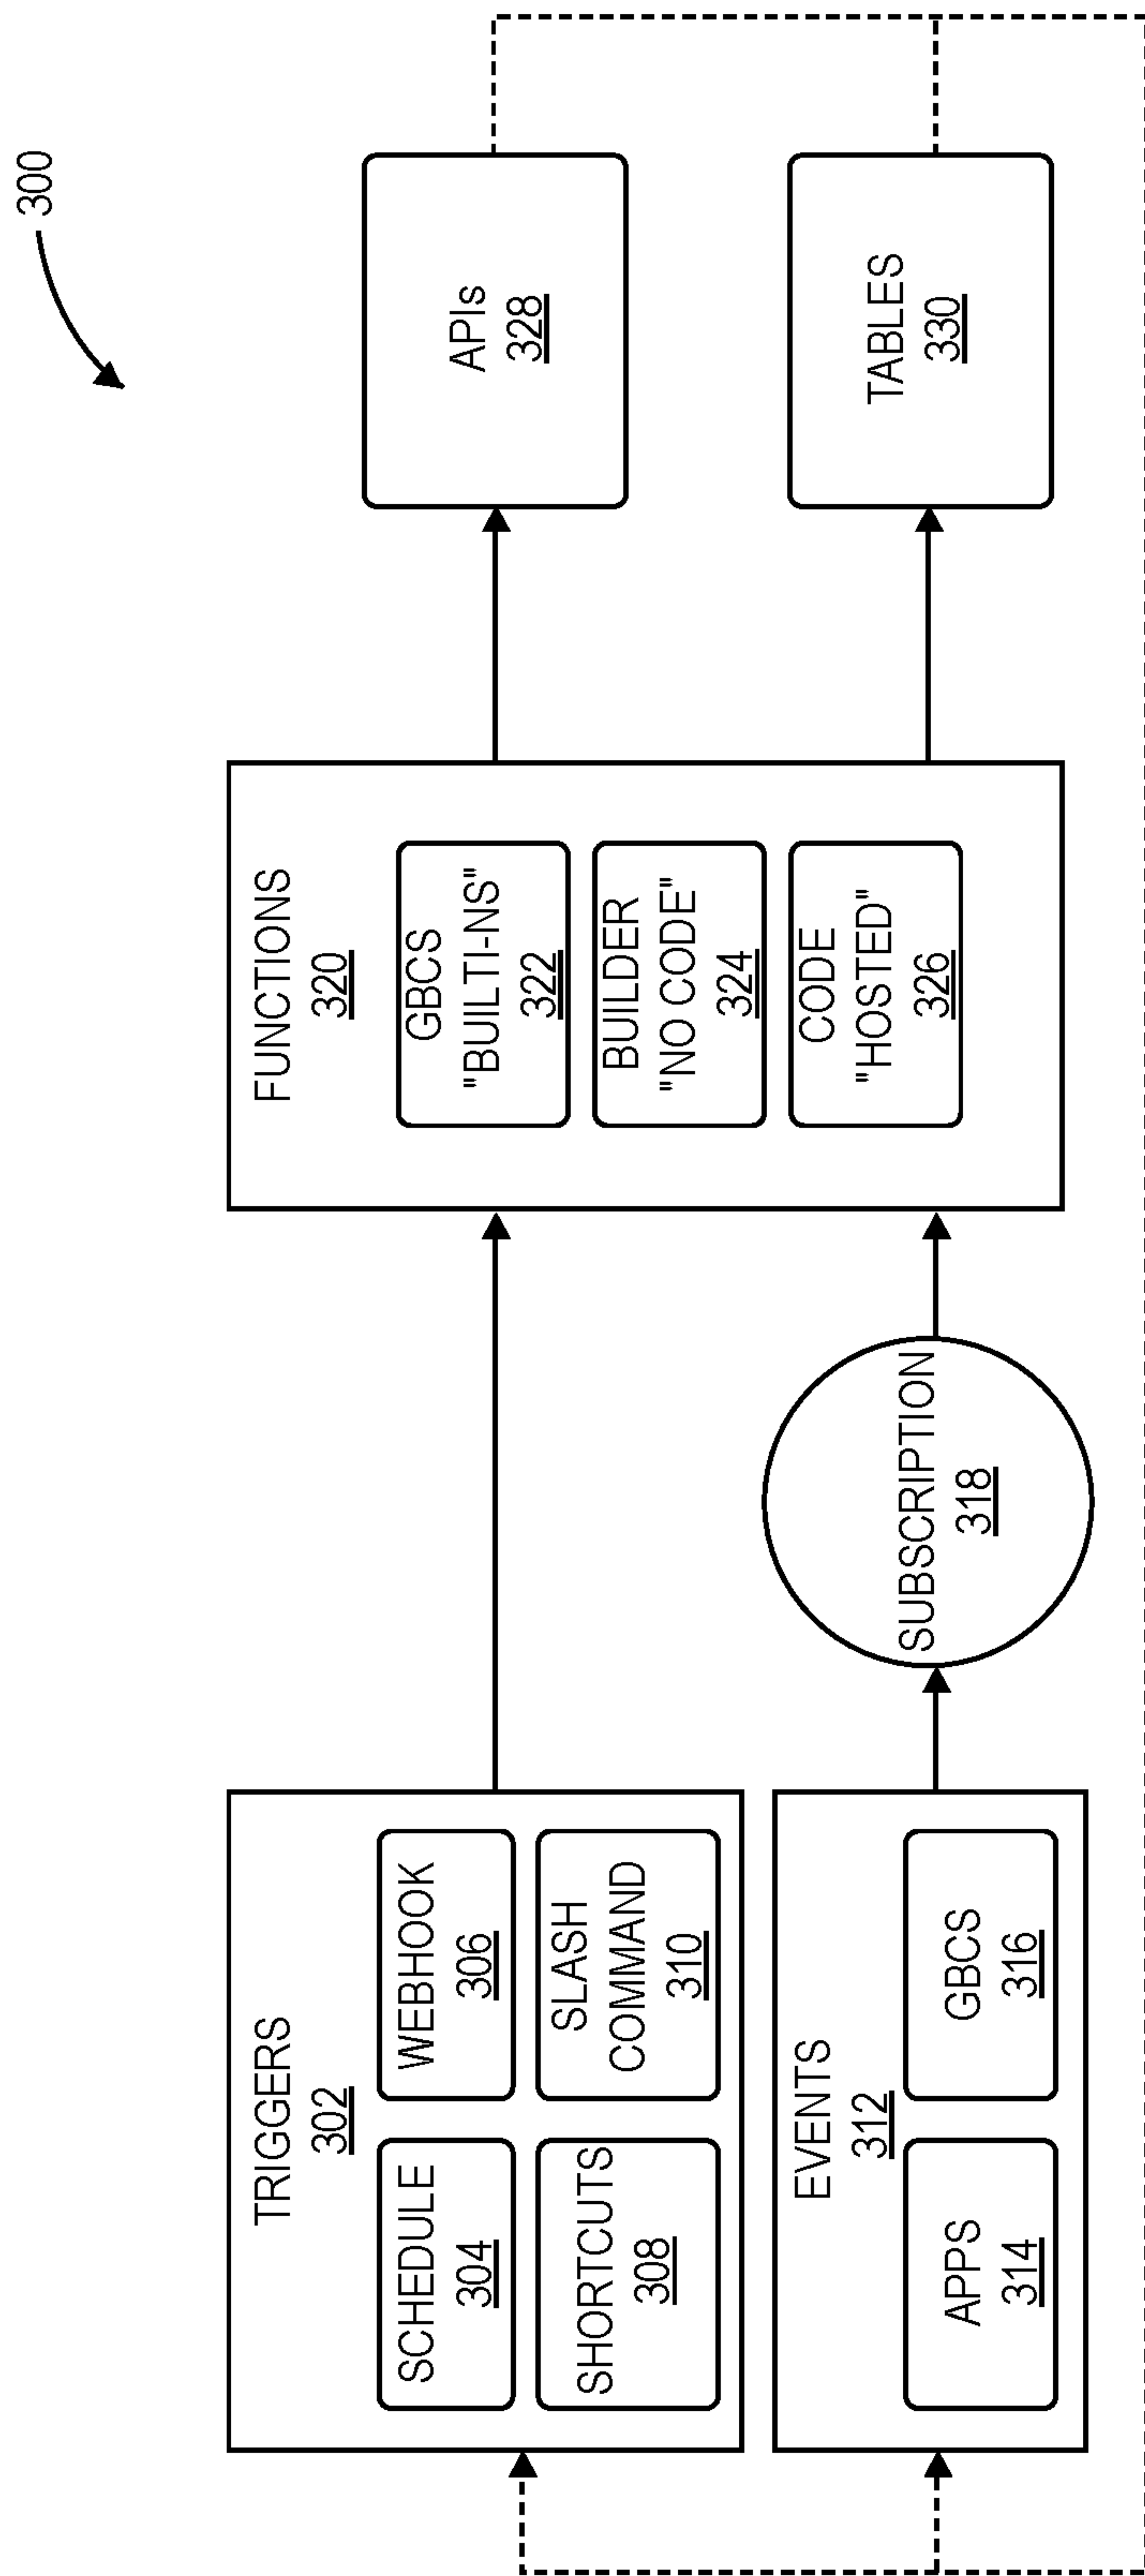 300
TRIGGERS
302
SCHEDULE
304
WEBHOOK
306
SHORTCUTS
308
SLASH
COMMAND
310
EVENTS
312
APPS
314
GBCS
316
SUBSCRIPTION
318
FUNCTIONS
320
GBCS
"BUILTI-NS"
322
BUILDER
"NO CODE"
324
CODE
"HOSTED"
326
APIs
328
TABLES
330